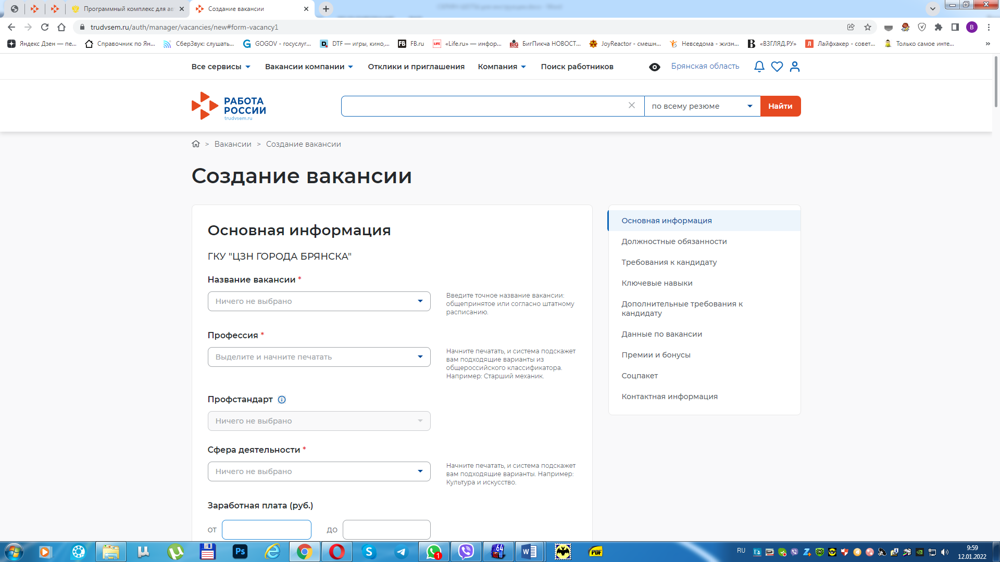 Программный комплекс для ав
Создание вакансии
trudvsem.ru/auth/manager/vacancies/new#form-vacancy1
B
Яндекс Дзен — пе...
Справочник по Ян...
СберЗвук: слушать...
GOGOV - госуслуг...
DTF — игры, кино,...
FB.ru
«Life.ru» — инфор...
БигПикча НОВОСТ...
JoyReactor - смешн...
Невседома - жизн...
«ВЗГЛЯД.РУ»
Лайфхакер - совет...
Только самое инте...
»
Все сервисы
Вакансии компании
Отклики и приглашения
Компания
Поиск работников
Брянская область
РАБОТА
РОССИИ
trudvsem.ru
по всему резюме
Найти
> Вакансии > Создание вакансии
Создание вакансии
Основная информация
ГКУ "ЦЗН ГОРОДА БРЯНСКА"
Название вакансии *
Ничего не выбрано
Введите точное название вакансии:
общепринятое или согласно штатному
расписанию.
Профессия *
Выделите и начните печатать
Начните печатать, и система подскажет
вам подходящие варианты из
общероссийского классификатора.
Например: Старший механик.
Профстандарт
Ничего не выбрано
Сфера деятельности *
Ничего не выбрано
Начните печатать, и система подскажет
вам подходящие варианты. Например:
Культура и искусство.
Заработная плата (руб.)
от
до
Основная информация
Должностные обязанности
Требования к кандидату
Ключевые навыки
Дополнительные требования к
кандидату
Данные по вакансии
Премии и бонусы
Соцпакет
Контактная информация
Ps
1
64
W
PDF
RU
9:59
12.01.2022